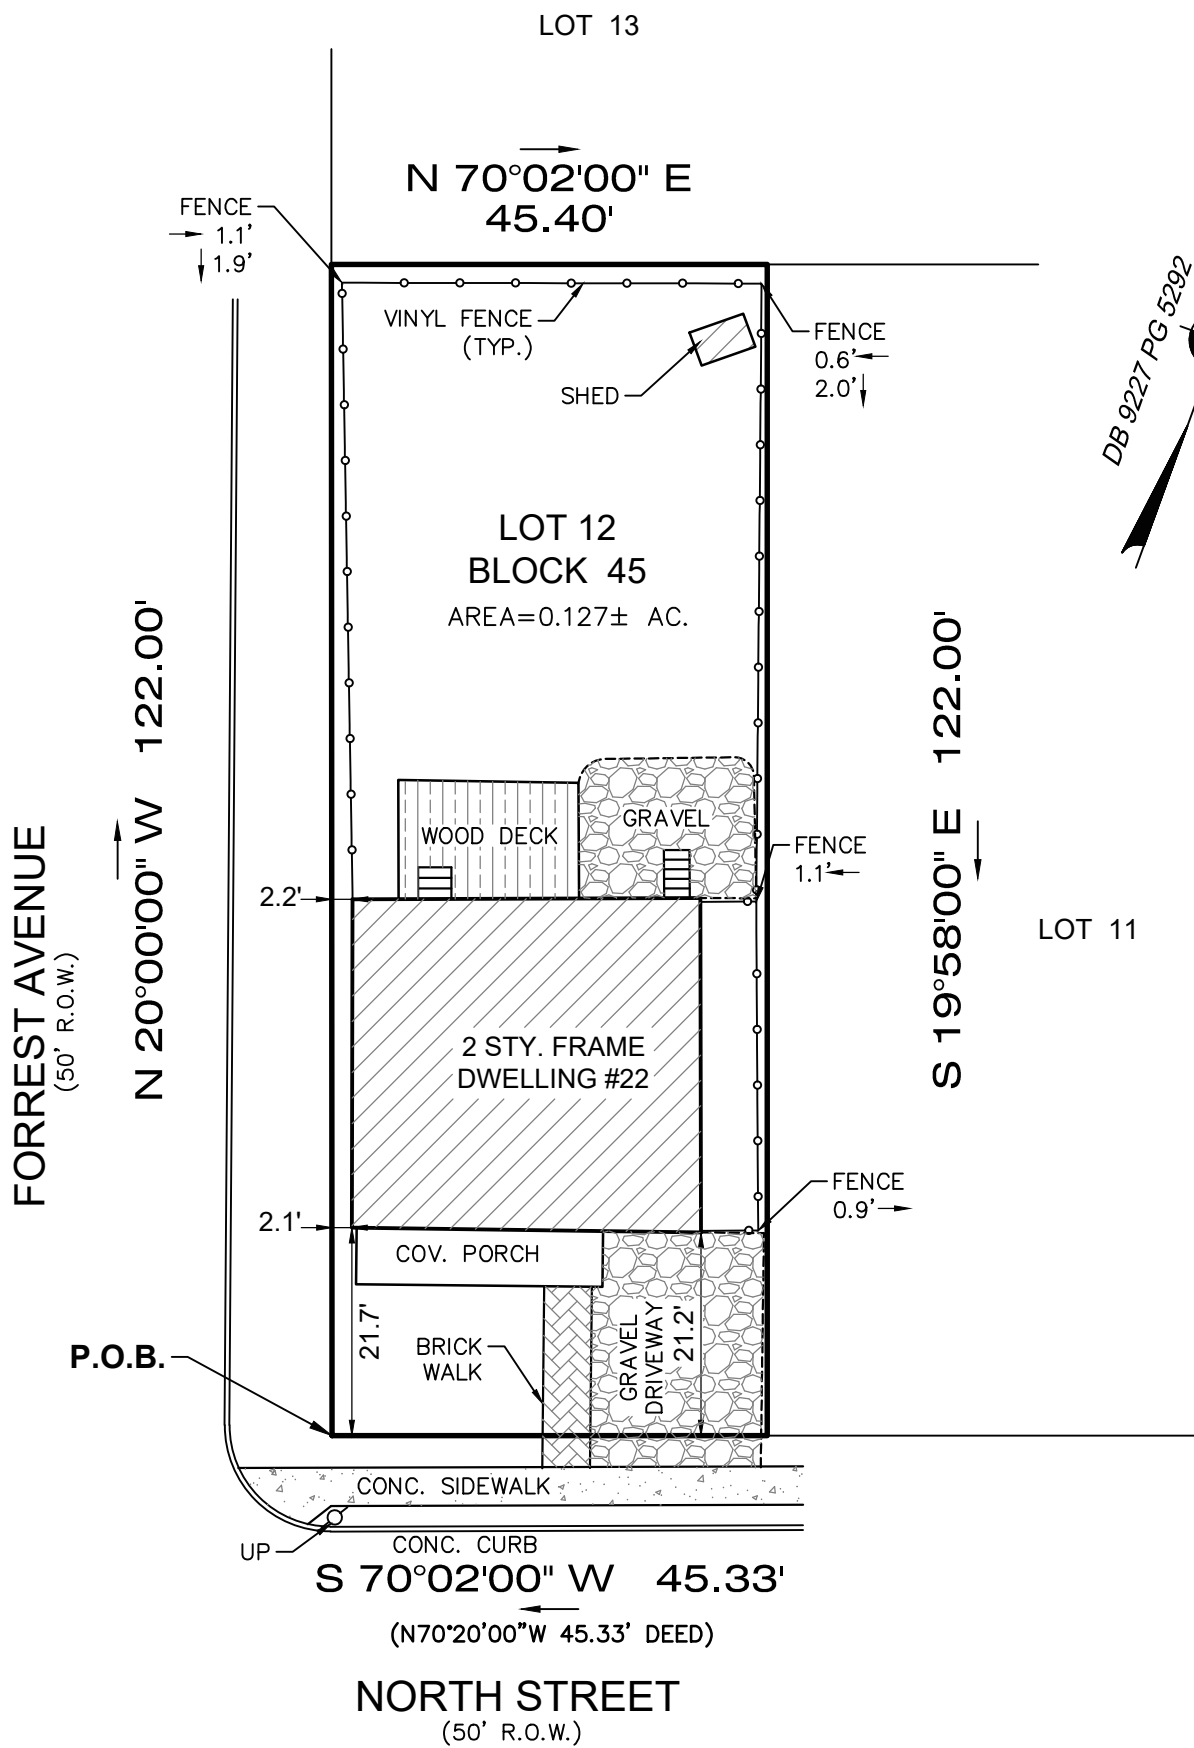 LOT 13
N 70°02'00" E
45.40'
FENCE
1.1'
1.9'
VINYL FENCE
(TYP.)
FENCE
0.6'
2.0'
SHED
DB 9227 PG 5292
LOT 12
BLOCK 45
AREA=0.127± AC.
FORREST AVENUE
(50' R.O.W.)
N 20°00'00" W 122.00'
S 19°58'00" E 122.00'
WOOD DECK
GRAVEL
FENCE
1.1'
2.2'
LOT 11
2 STY. FRAME
DWELLING #22
FENCE
0.9'
2.1'
COV. PORCH
21.7'
BRICK
WALK
GRAVEL
DRIVEWAY
21.2'
P.O.B.
CONC. SIDEWALK
UP
CONC. CURB
S 70°02'00" W 45.33'
(N70°20'00"W 45.33' DEED)
NORTH STREET
(50' R.O.W.)